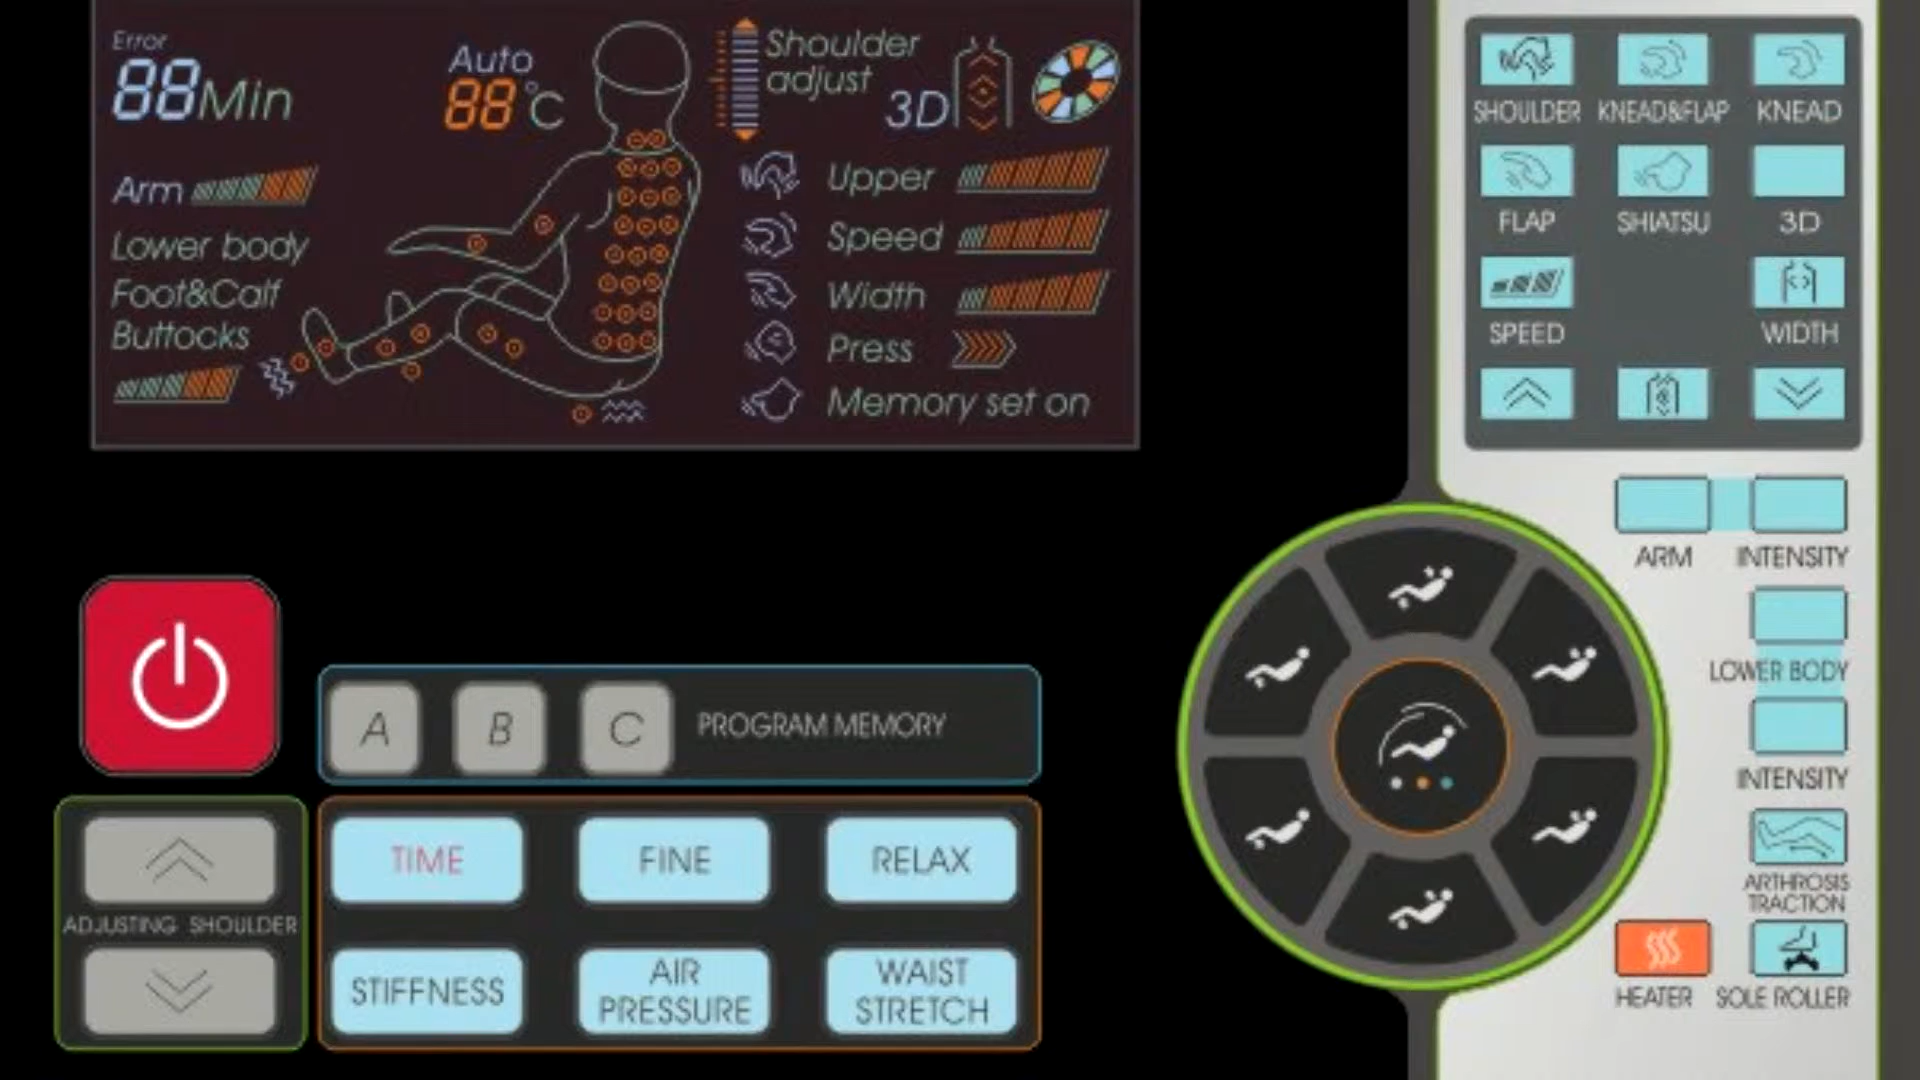 Error
88 Min
Auto
88 °C
Shoulder
adjust
3D
Arm
Lower body
Foot&Calf
Buttocks
Upper
Speed
Width
Press
Memory set on
A B C PROGRAM MEMORY
ADJUSTING SHOULDER
TIME FINE RELAX
STIFFNESS
AIR
PRESSURE
WAIST
STRETCH
SHOULDER KNEAD&FLAP KNEAD
FLAP SHIATSU 3D
SPEED WIDTH
ARM INTENSITY
LOWER BODY
INTENSITY
ARTHROSIS
TRACTION
HEATER SOLE ROLLER